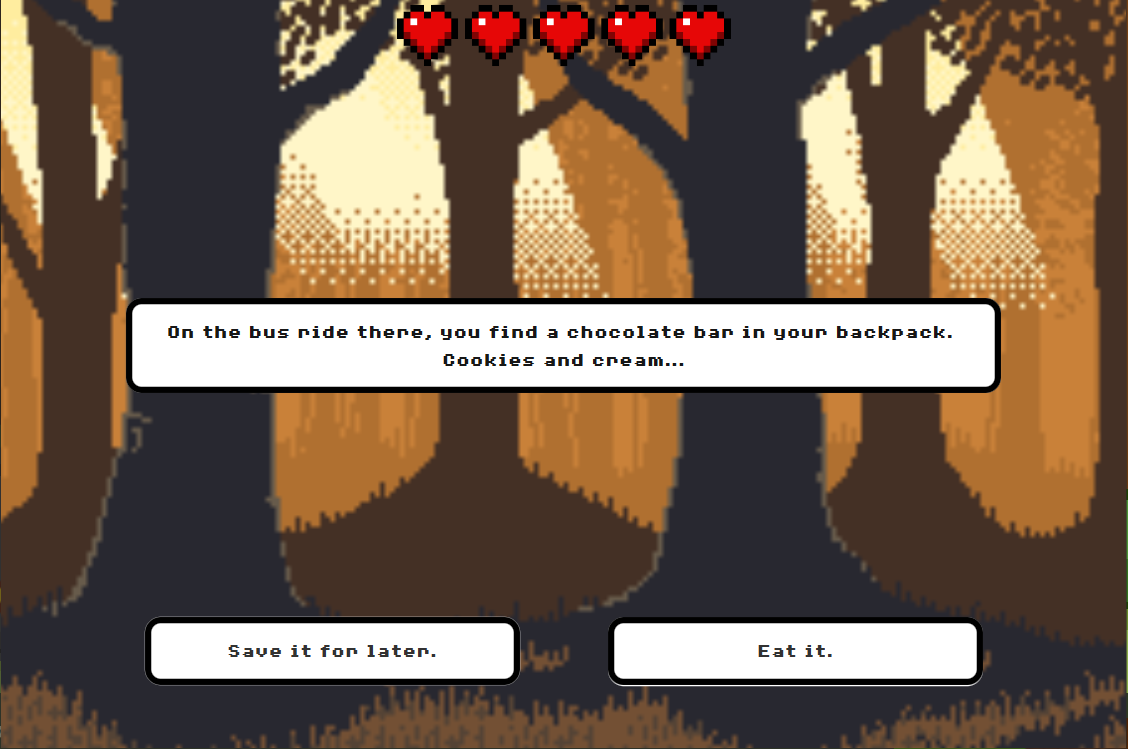 On the bus ride there, you find a chocolate bar in your backpack.
Cookies and cream...
Save it for later.
Eat it.